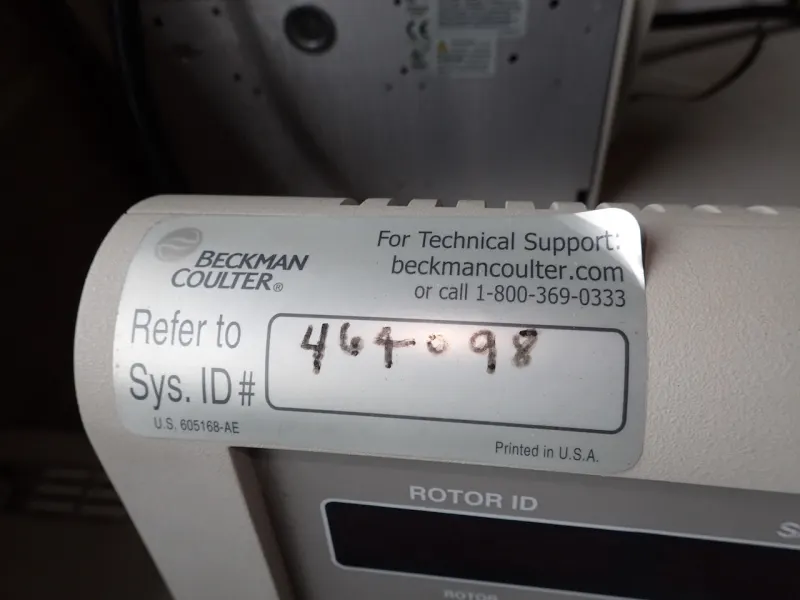 BECKMAN
COULTER®
For Technical Support:
beckmancoulter.com
or call 1-800-369-0333
Refer to
Sys. ID#
464098
U.S. 605168-AE
Printed in U.S.A.
ROTOR ID
ROTOR